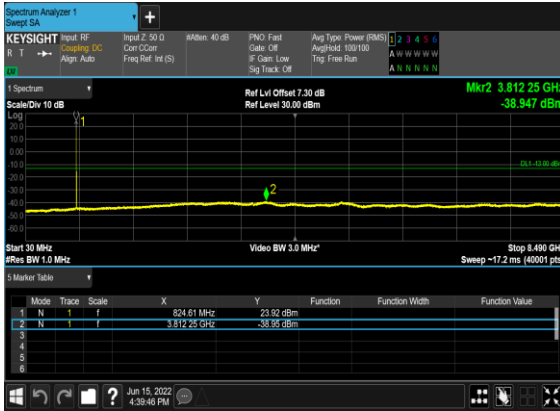 Spectrum Analyzer 1
Swept SA
+
KEYSIGHT Input: RF Input Z: 50 Ω #Atten: 40 dB PNO: Fast Avg Type: Power (RMS) 1 2 3 4 5 6
R T Coupling: DC Corr CCorr Gate: Off Avg|Hold: 100/100 A W W W W W
Align: Auto Freq Ref: Int (S) IF Gain: Low Trig: Free Run
Sig Track: Off A N N N N N
1 Spectrum Ref Lvl Offset 7.30 dB Mkr2 3.812 25 GH
Scale/Div 10 dB Ref Level 30.00 dBm -38.947 dBn
Log
20.0
10.0
0.00
-10.0
-20.0
-30.0
-40.0
-50.0
-60.0
1
2
DL1 -13.00 dB
Start 30 MHz Video BW 3.0 MHz* Stop 8.490 GH
#Res BW 1.0 MHz Sweep ~17.2 ms (40001 pts
5 Marker Table
Mode Trace Scale X Y Function Function Width Function Value
1 N 1 f 824.61 MHz 23.92 dBm
2 N 1 f 3.812 25 GHz -38.95 dBm
3
4
5
6
? Jun 15, 2022
4:39:46 PM